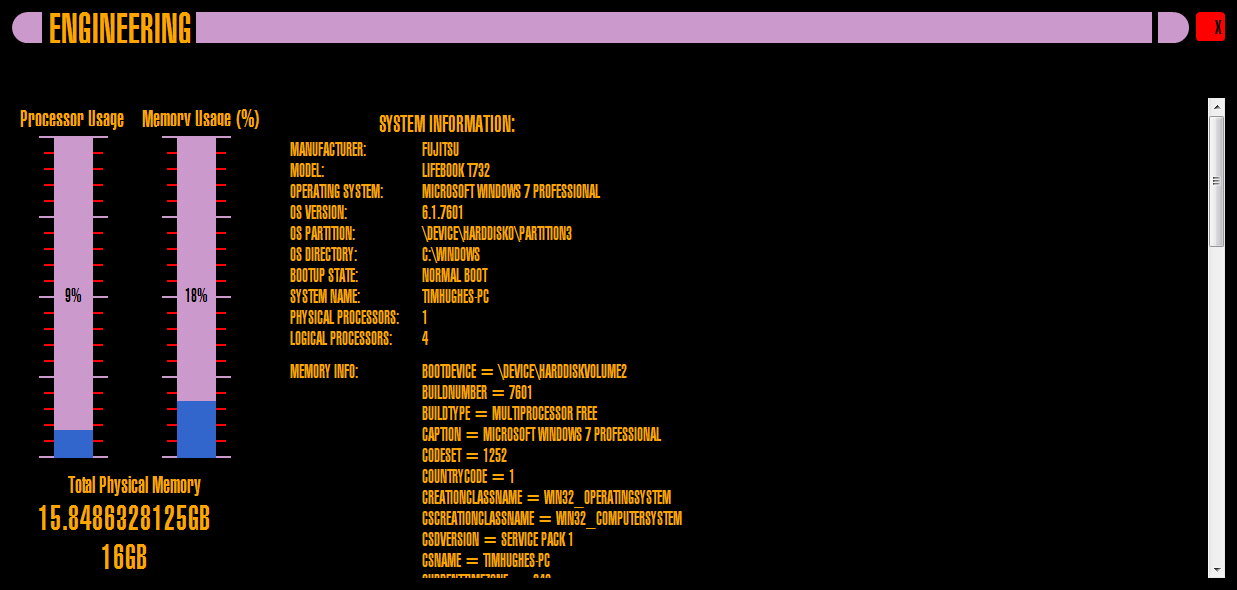 ENGINEERING
X
Processor Usage Memory Usage (%)
9% 18%
Total Physical Memory
15.8486328125GB
16GB
SYSTEM INFORMATION:
MANUFACTURER: FUJITSU
MODEL: LIFEBOOK T732
OPERATING SYSTEM: MICROSOFT WINDOWS 7 PROFESSIONAL
OS VERSION: 6.1.7601
OS PARTITION: \DEVICE\HARDDISK0\PARTITION3
OS DIRECTORY: C:\WINDOWS
BOOTUP STATE: NORMAL BOOT
SYSTEM NAME: TIMHUGHES-PC
PHYSICAL PROCESSORS: 1
LOGICAL PROCESSORS: 4
MEMORY INFO: BOOTDEVICE = \DEVICE\HARDDISKVOLUME2
BUILDNUMBER = 7601
BUILDTYPE = MULTIPROCESSOR FREE
CAPTION = MICROSOFT WINDOWS 7 PROFESSIONAL
CODESET = 1252
COUNTRYCODE = 1
CREATIONCLASSNAME = WIN32_OPERATINGSYSTEM
CSCREATIONCLASSNAME = WIN32_COMPUTERSYSTEM
CSDVERSION = SERVICE PACK 1
CSNAME = TIMHUGHES-PC